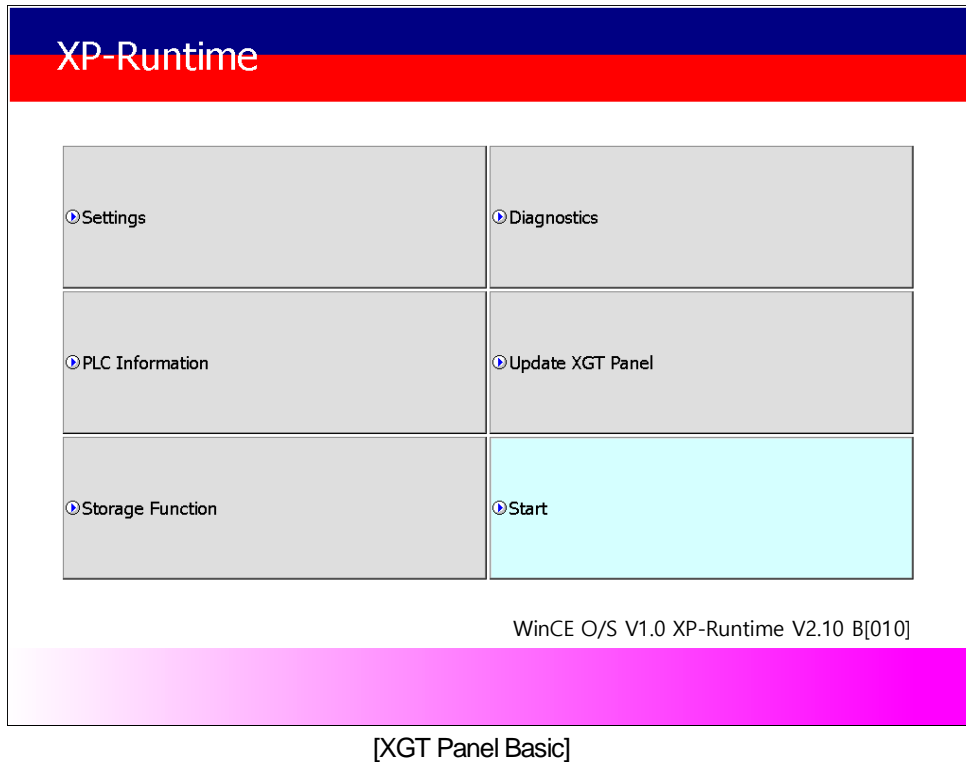 XP-Runtime
Settings
Diagnostics
PLC Information
Update XGT Panel
Storage Function
Start
WinCE O/S V1.0 XP-Runtime V2.10 B[010]
[XGT Panel Basic]